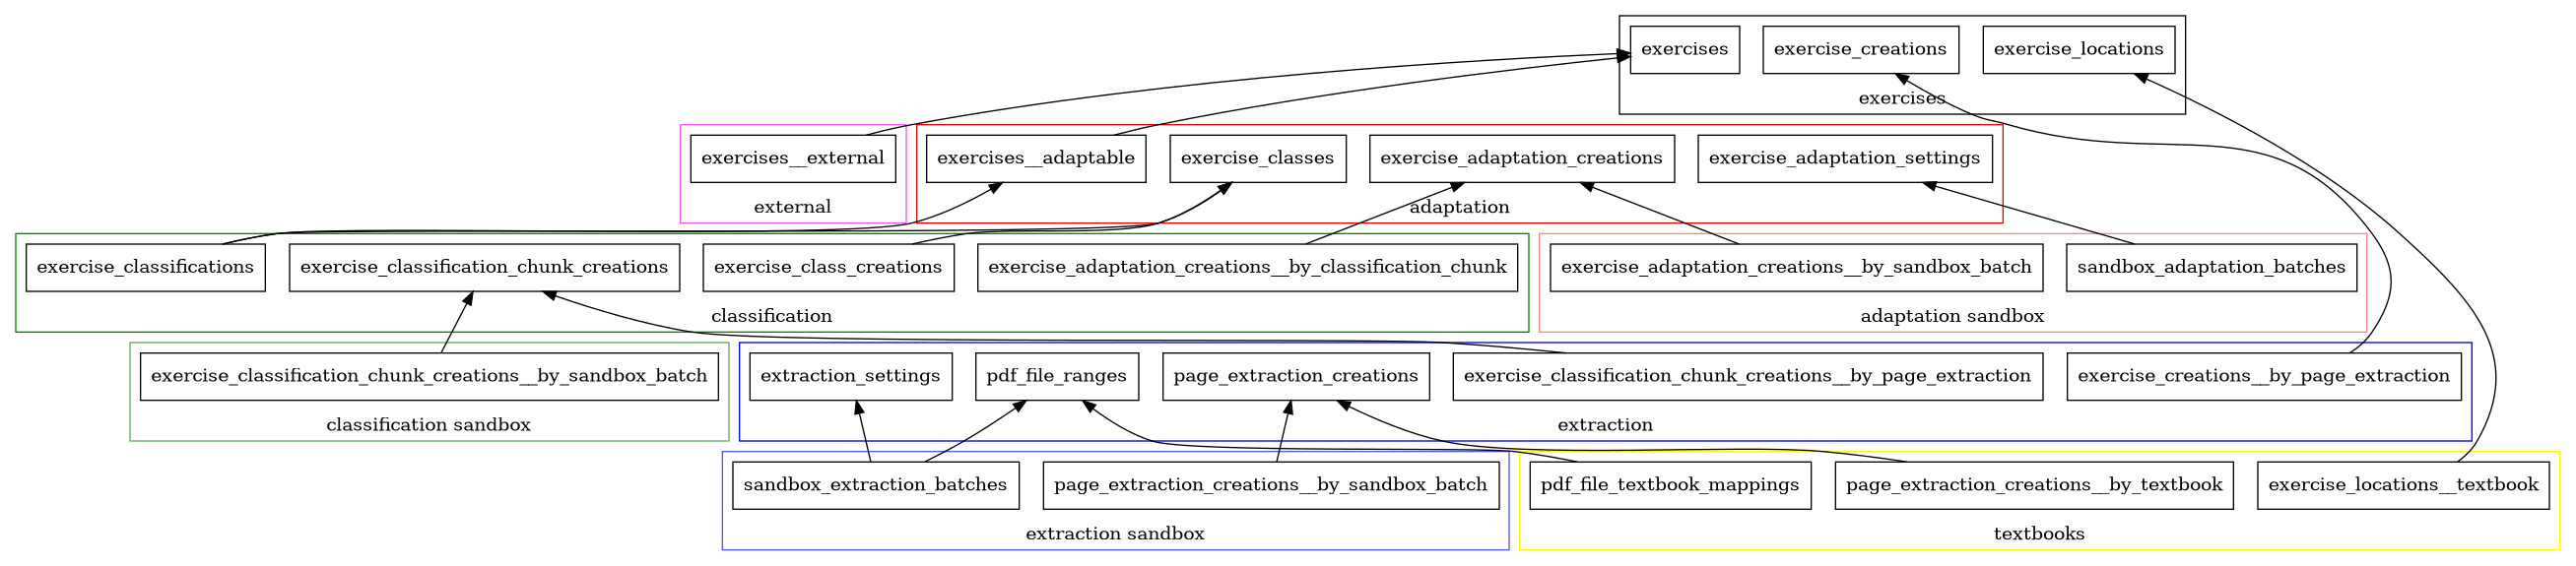 exercises
exercise_creations
exercise_locations
exercises
exercises__external
external
exercises__adaptable
exercise_classes
exercise_adaptation_creations
exercise_adaptation_settings
adaptation
exercise_classifications
exercise_classification_chunk_creations
exercise_class_creations
exercise_adaptation_creations__by_classification_chunk
classification
exercise_adaptation_creations__by_sandbox_batch
sandbox_adaptation_batches
adaptation sandbox
exercise_classification_chunk_creations__by_sandbox_batch
classification sandbox
extraction_settings
pdf_file_ranges
page_extraction_creations
exercise_classification_chunk_creations__by_page_extraction
exercise_creations__by_page_extraction
extraction
sandbox_extraction_batches
page_extraction_creations__by_sandbox_batch
extraction sandbox
pdf_file_textbook_mappings
page_extraction_creations__by_textbook
exercise_locations__textbook
textbooks